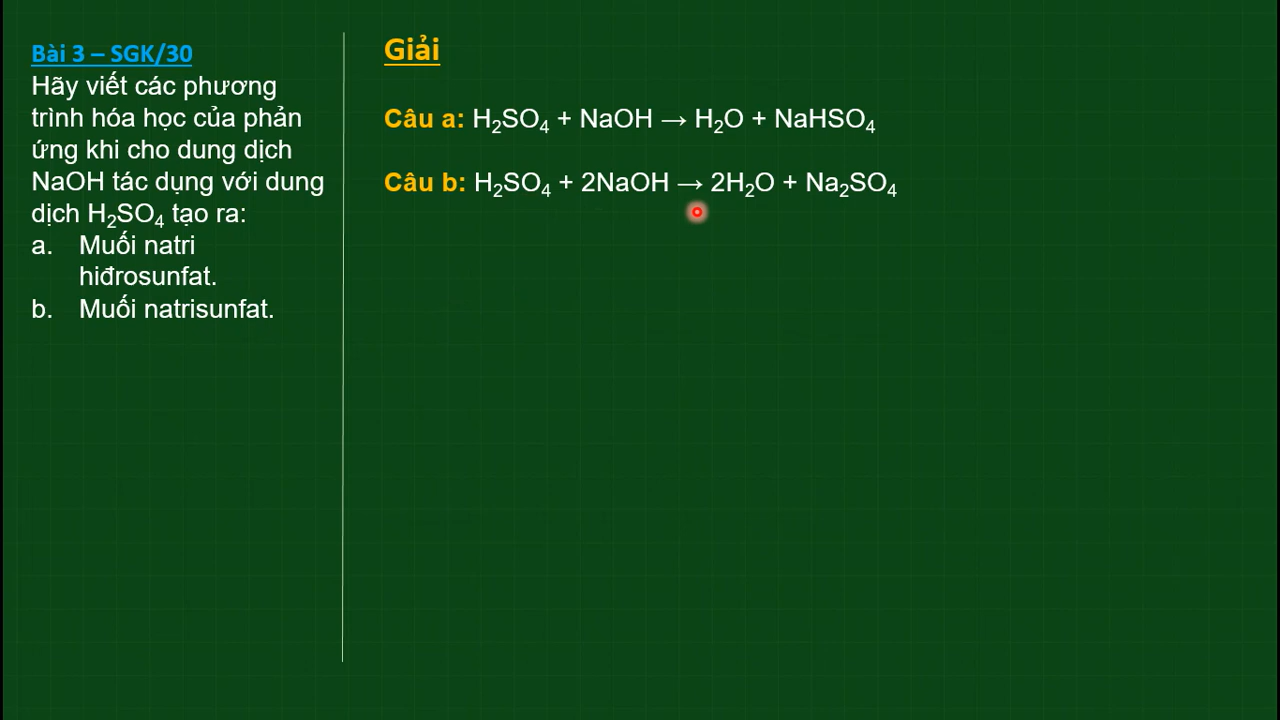 Bài 3 – SGK/30
Hãy viết các phương
trình hóa học của phản
ứng khi cho dung dịch
NaOH tác dụng với dung
dịch H₂SO₄ tạo ra:
a. Muối natri
hiđrosunfat.
b. Muối natrisunfat.
Giải
Câu a: H₂SO₄ + NaOH → H₂O + NaHSO₄
Câu b: H₂SO₄ + 2NaOH → 2H₂O + Na₂SO₄